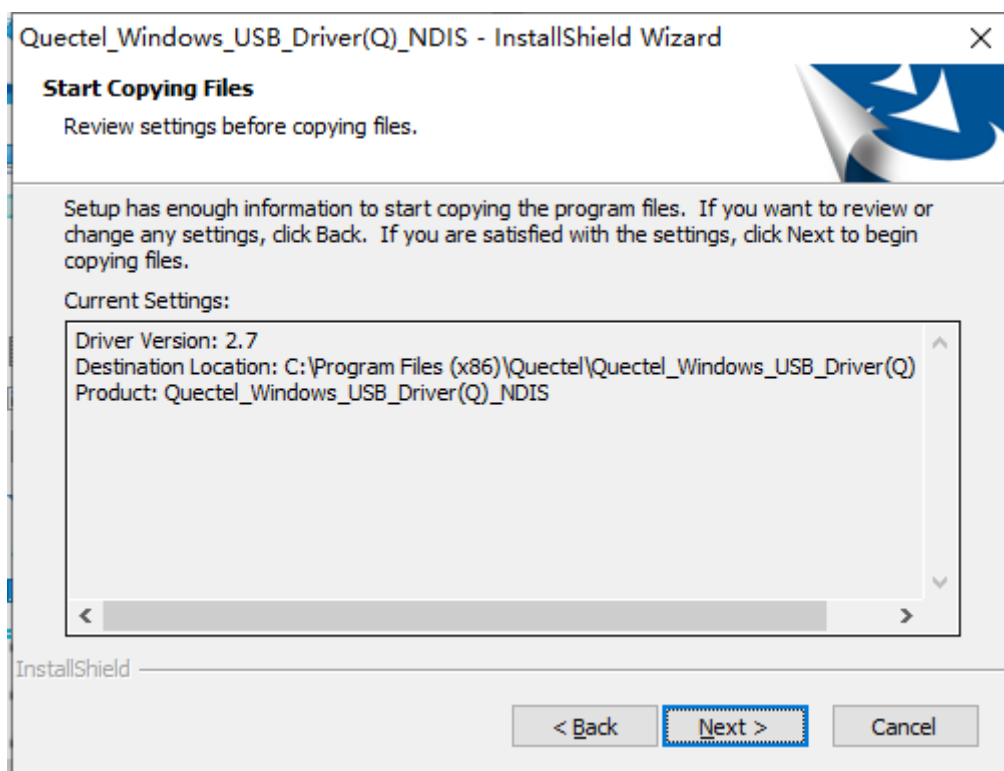 Quectel_Windows_USB_Driver(Q)_NDIS - InstallShield Wizard
Start Copying Files
Review settings before copying files.
Setup has enough information to start copying the program files.  If you want to review or
change any settings, click Back.  If you are satisfied with the settings, click Next to begin
copying files.
Current Settings:
Driver Version: 2.7
Destination Location: C:\Program Files (x86)\Quectel\Quectel_Windows_USB_Driver(Q)
Product: Quectel_Windows_USB_Driver(Q)_NDIS
InstallShield
< Back
Next >
Cancel